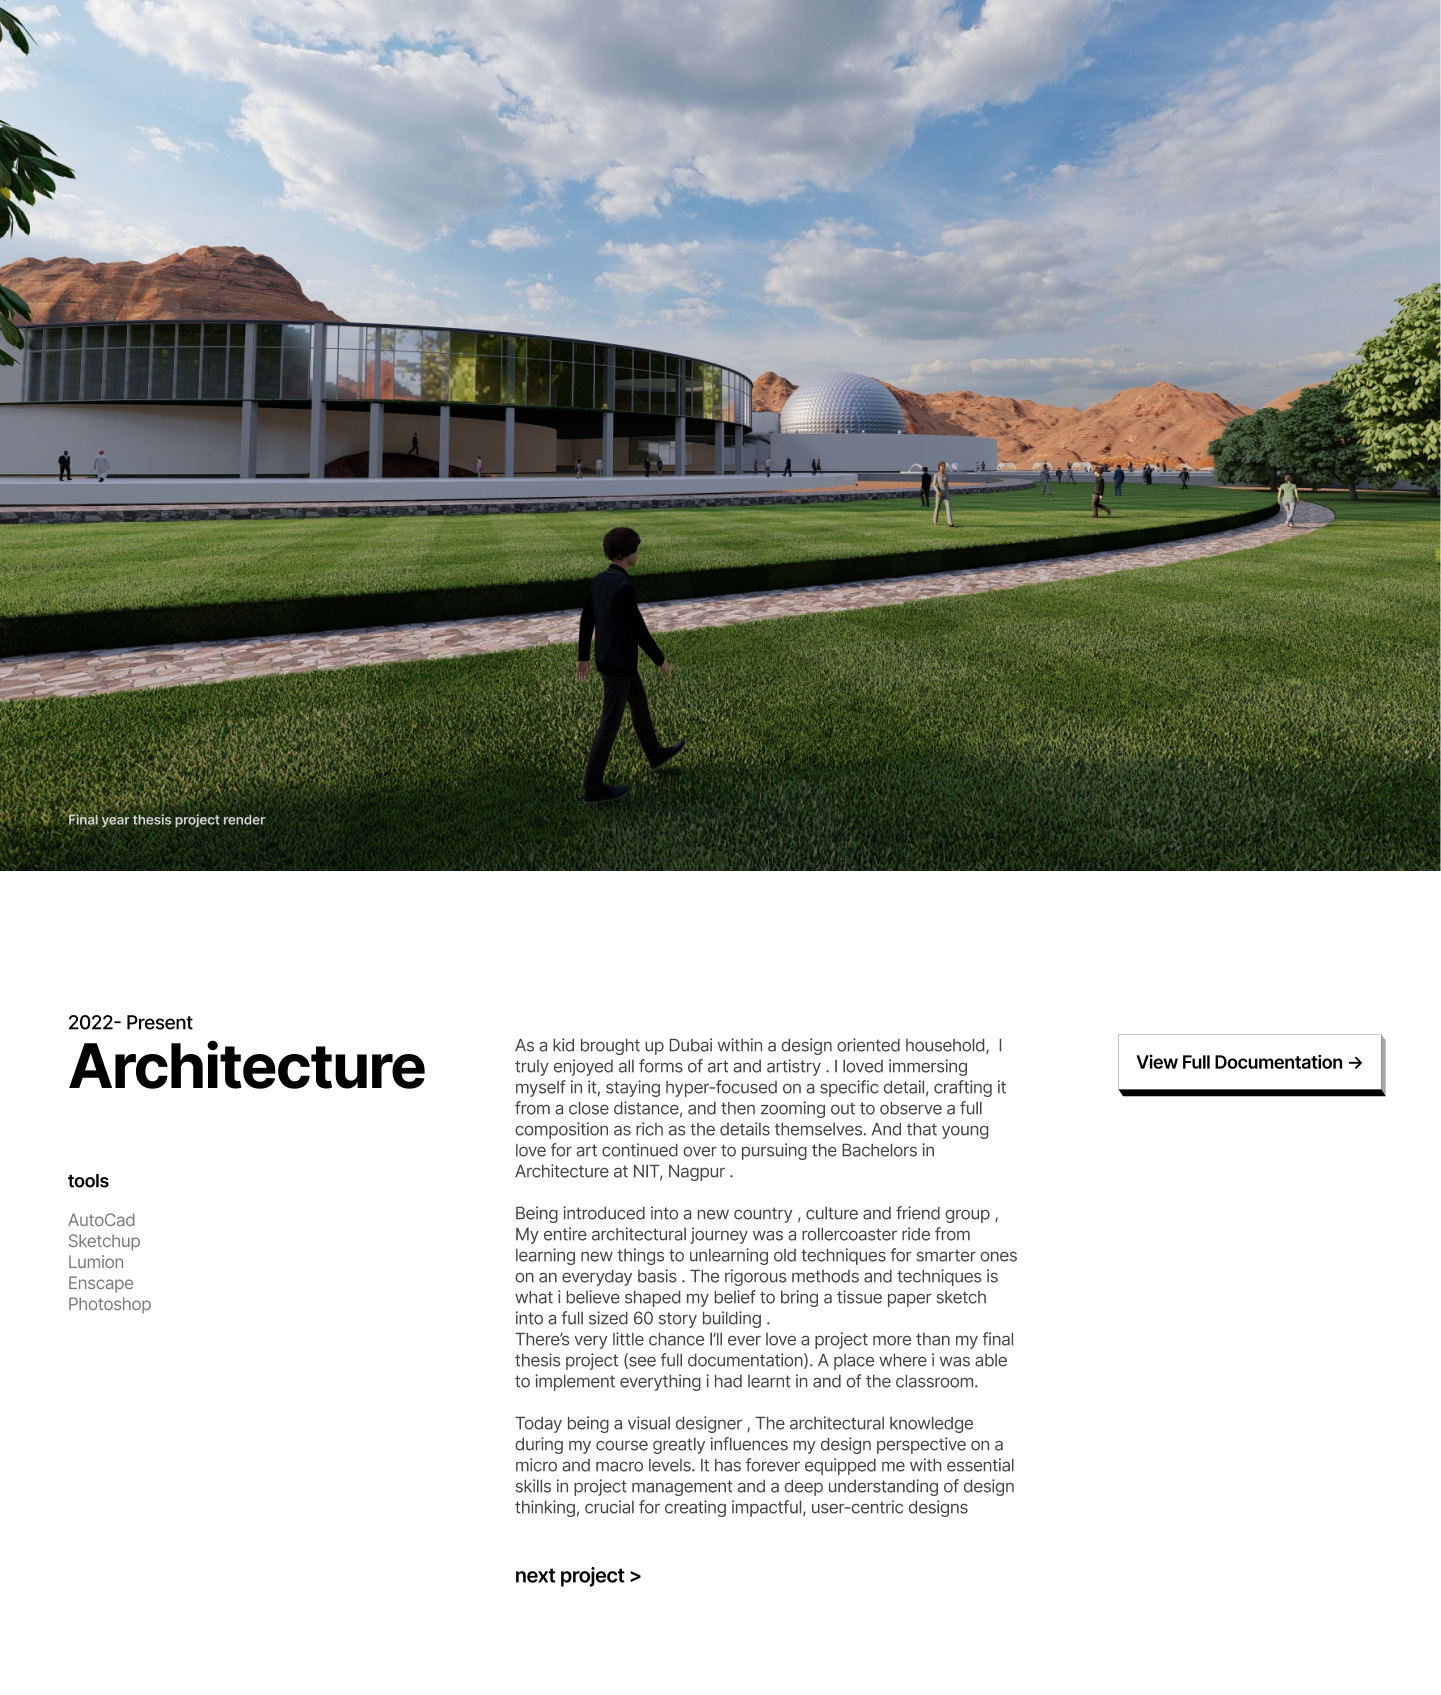 Final year thesis project render
2022- Present
Architecture
tools
AutoCad
Sketchup
Lumion
Enscape
Photoshop
As a kid brought up Dubai within a design oriented household,  I
truly enjoyed all forms of art and artistry . I loved immersing
myself in it, staying hyper-focused on a specific detail, crafting it
from a close distance, and then zooming out to observe a full
composition as rich as the details themselves. And that young
love for art continued over to pursuing the Bachelors in
Architecture at NIT, Nagpur .
Being introduced into a new country , culture and friend group ,
My entire architectural journey was a rollercoaster ride from
learning new things to unlearning old techniques for smarter ones
on an everyday basis . The rigorous methods and techniques is
what i believe shaped my belief to bring a tissue paper sketch
into a full sized 60 story building .
There’s very little chance I’ll ever love a project more than my final
thesis project (see full documentation). A place where i was able
to implement everything i had learnt in and of the classroom.
Today being a visual designer , The architectural knowledge
during my course greatly influences my design perspective on a
micro and macro levels. It has forever equipped me with essential
skills in project management and a deep understanding of design
thinking, crucial for creating impactful, user-centric designs
next project >
View Full Documentation →